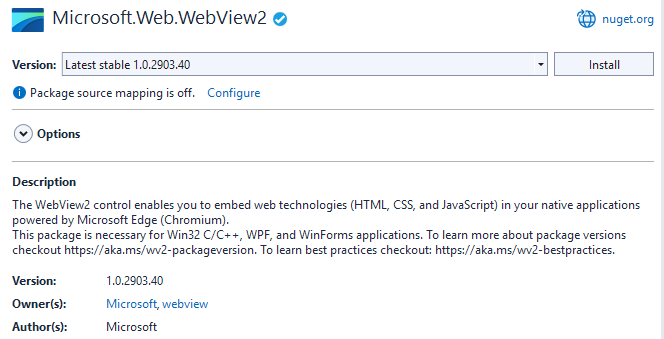 Microsoft.Web.WebView2
nuget.org
Version: Latest stable 1.0.2903.40 Install
Package source mapping is off. Configure
Options
Description
The WebView2 control enables you to embed web technologies (HTML, CSS, and JavaScript) in your native applications
powered by Microsoft Edge (Chromium).
This package is necessary for Win32 C/C++, WPF, and WinForms applications. To learn more about package versions
checkout https://aka.ms/wv2-packageversion. To learn best practices checkout: https://aka.ms/wv2-bestpractices.
Version: 1.0.2903.40
Owner(s): Microsoft, webview
Author(s): Microsoft